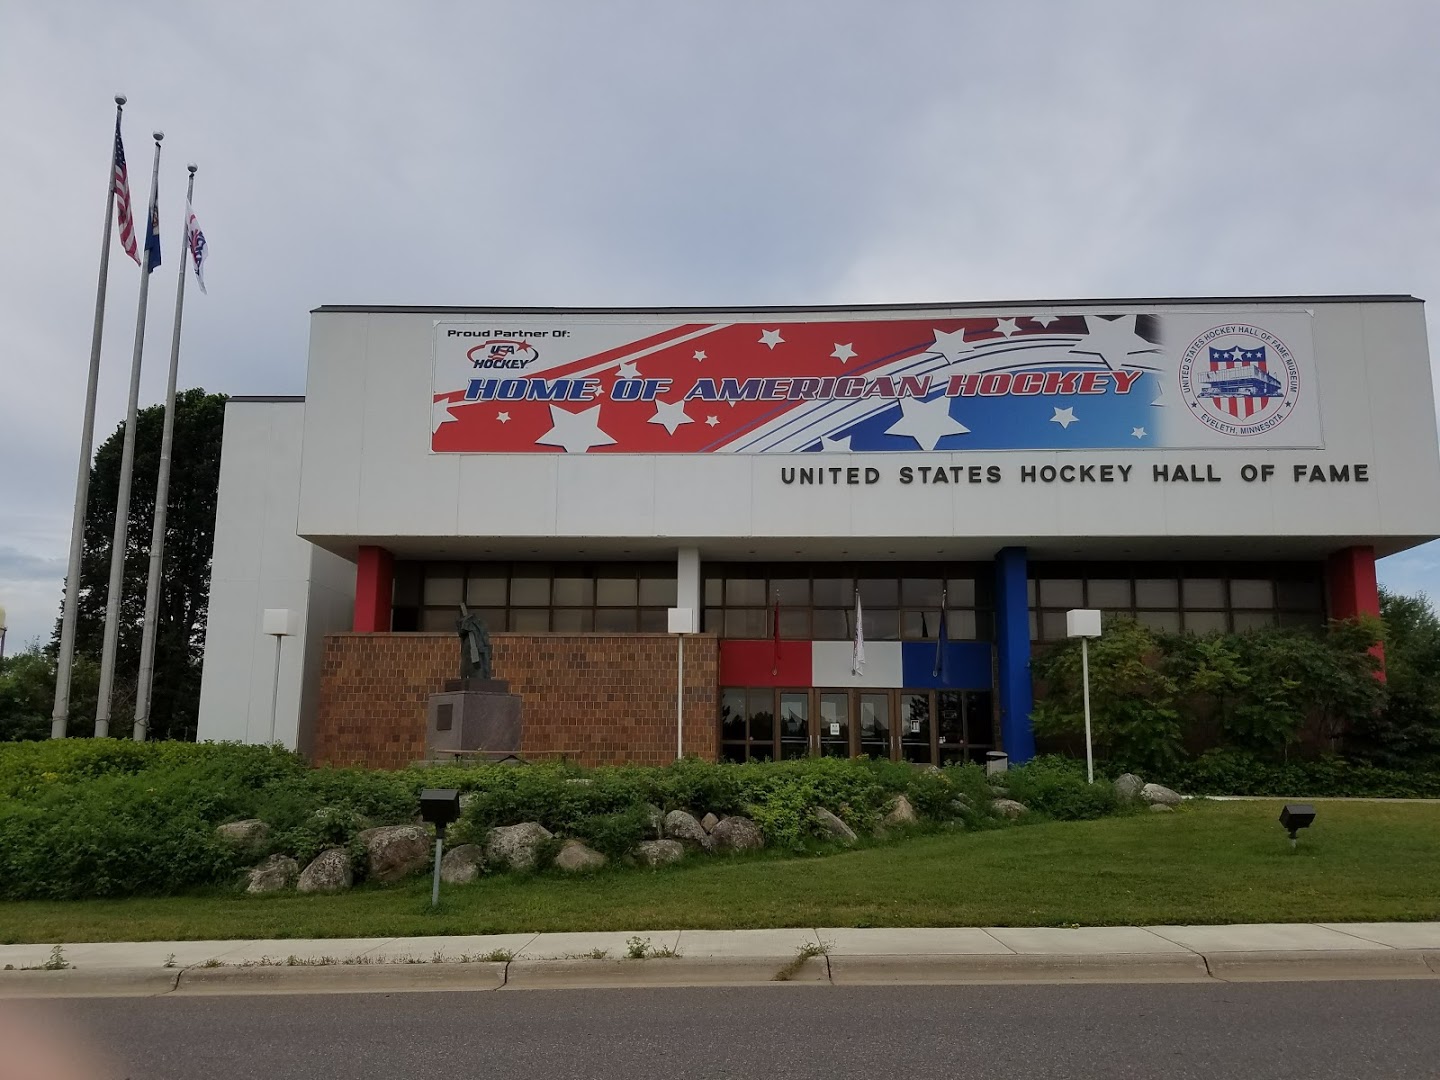 Proud Partner Of:
USA
HOCKEY
HOME OF AMERICAN HOCKEY
UNITED STATES HOCKEY HALL OF FAME MUSEUM
EVELETH, MINNESOTA
UNITED STATES HOCKEY HALL OF FAME